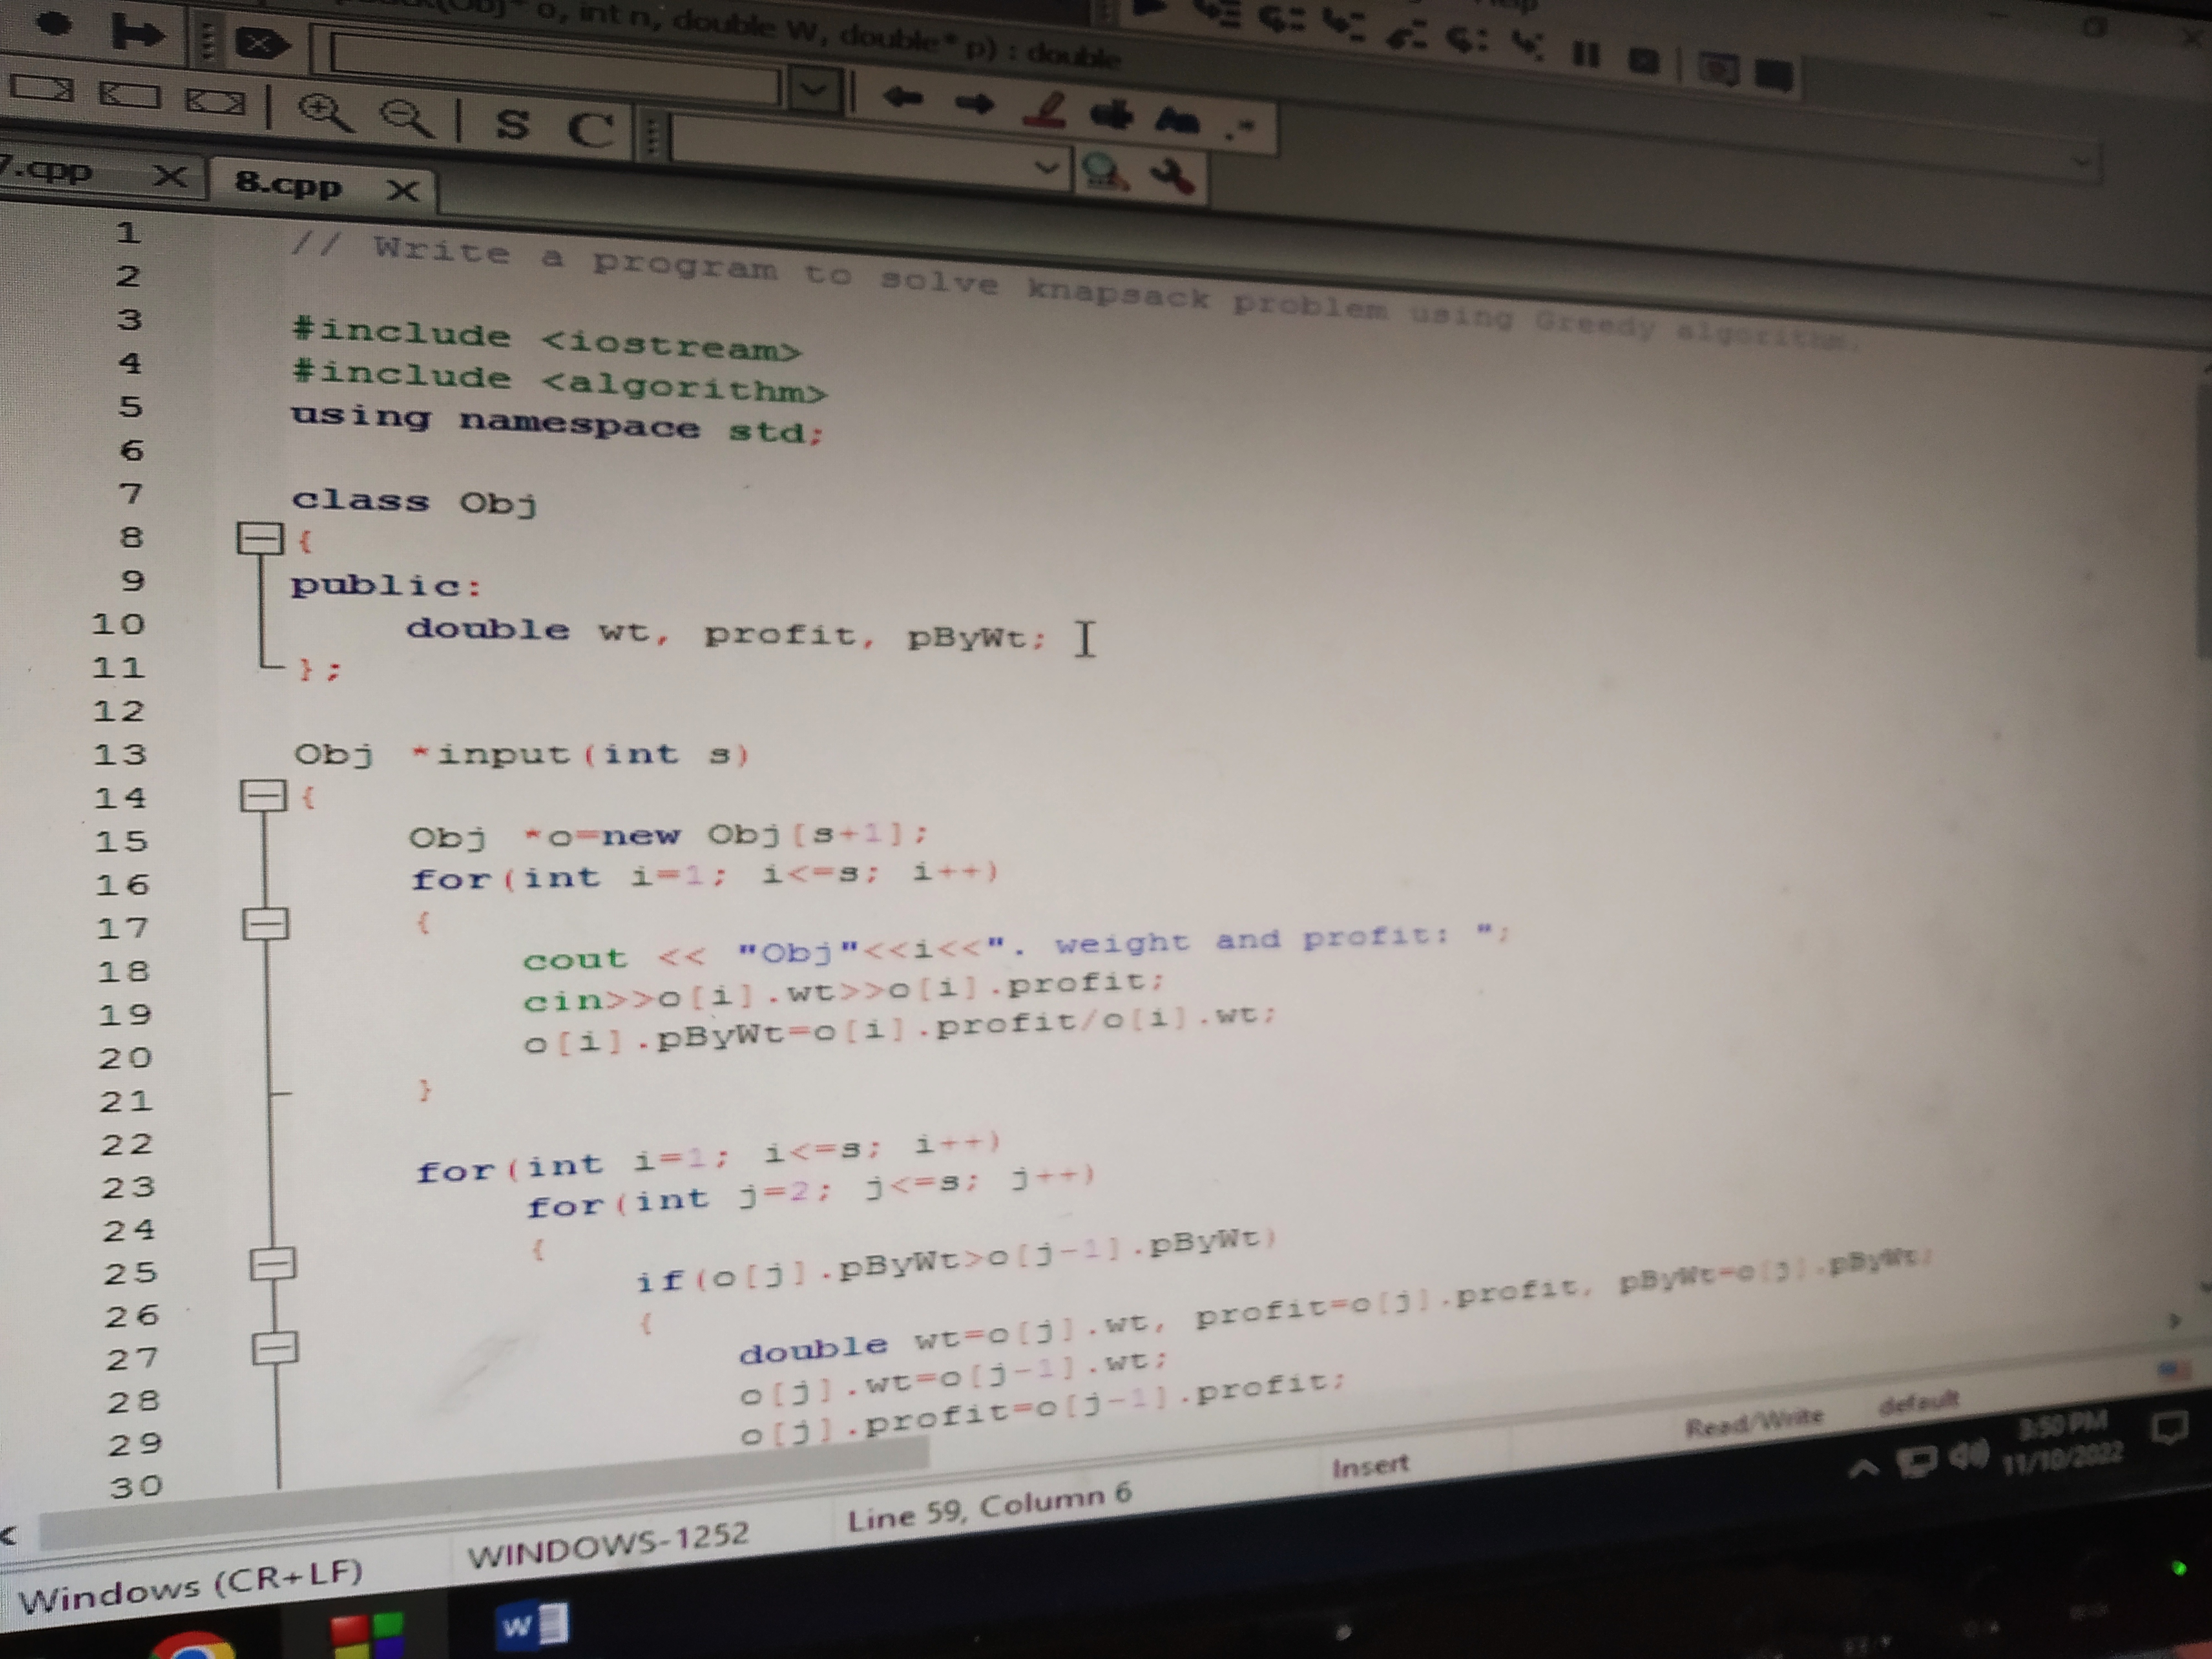 o, int n, double W, double* p) : double
S C
7.cpp 8.cpp
1 // Write a program to solve knapsack problem using Greedy algorithm.
2
3 #include <iostream>
4 #include <algorithm>
5 using namespace std;
6
7 class Obj
8 {
9 public:
10 double wt, profit, pByWt;
11 };
12
13 Obj *input(int s)
14 {
15 Obj *o=new Obj[s+1];
16 for(int i=1; i<=s; i++)
17 {
18 cout << "Obj"<<i<<". weight and profit: ";
19 cin>>o[i].wt>>o[i].profit;
20 o[i].pByWt=o[i].profit/o[i].wt;
21 }
22
23 for(int i=1; i<=s; i++)
24 for(int j=2; j<=s; j++)
25 {
26 if(o[j].pByWt>o[j-1].pByWt)
27 {
28 double wt=o[j].wt, profit=o[j].profit, pByWt=o[j].pByWt;
29 o[j].wt=o[j-1].wt;
30 o[j].profit=o[j-1].profit;
Windows (CR+LF) WINDOWS-1252 Line 59, Column 6 Insert Read/Write default
3:50 PM
11/10/2022